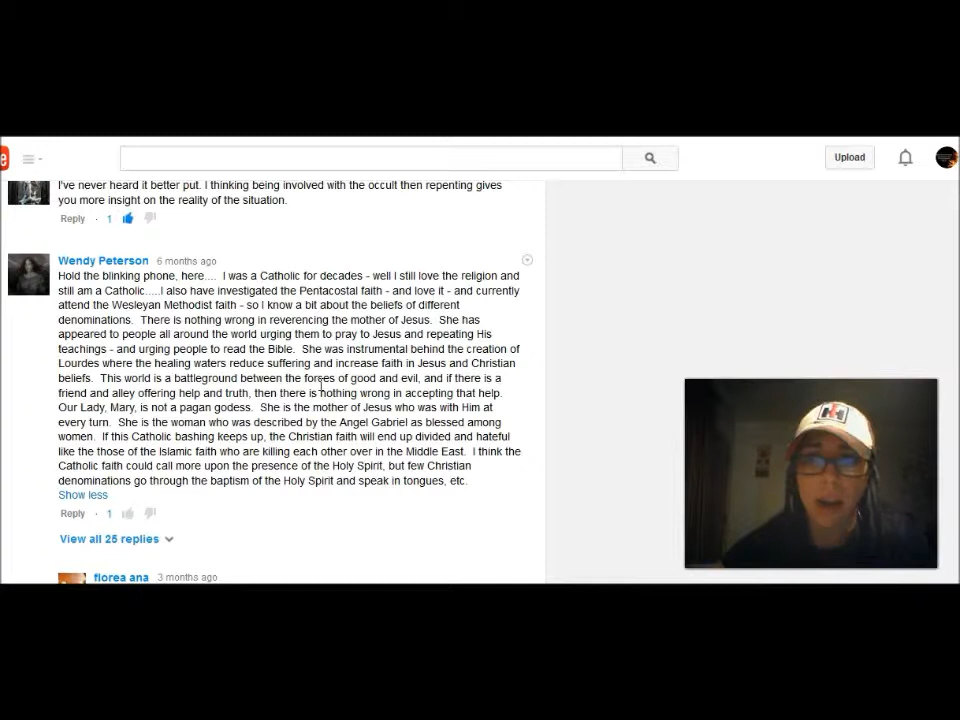 Upload
I've never heard it better put. I thinking being involved with the occult then repenting gives
you more insight on the reality of the situation.
Reply · 1
Wendy Peterson 6 months ago
Hold the blinking phone, here.... I was a Catholic for decades - well I still love the religion and
still am a Catholic.....I also have investigated the Pentacostal faith - and love it - and currently
attend the Wesleyan Methodist faith - so I know a bit about the beliefs of different
denominations. There is nothing wrong in reverencing the mother of Jesus. She has
appeared to people all around the world urging them to pray to Jesus and repeating His
teachings - and urging people to read the Bible. She was instrumental behind the creation of
Lourdes where the healing waters reduce suffering and increase faith in Jesus and Christian
beliefs. This world is a battleground between the forses of good and evil, and if there is a
friend and alley offering help and truth, then there is nothing wrong in accepting that help.
Our Lady, Mary, is not a pagan godess. She is the mother of Jesus who was with Him at
every turn. She is the woman who was described by the Angel Gabriel as blessed among
women. If this Catholic bashing keeps up, the Christian faith will end up divided and hateful
like the those of the Islamic faith who are killing each other over in the Middle East. I think the
Catholic faith could call more upon the presence of the Holy Spirit, but few Christian
denominations go through the baptism of the Holy Spirit and speak in tongues, etc.
Show less
Reply · 1
View all 25 replies
florea ana 3 months ago